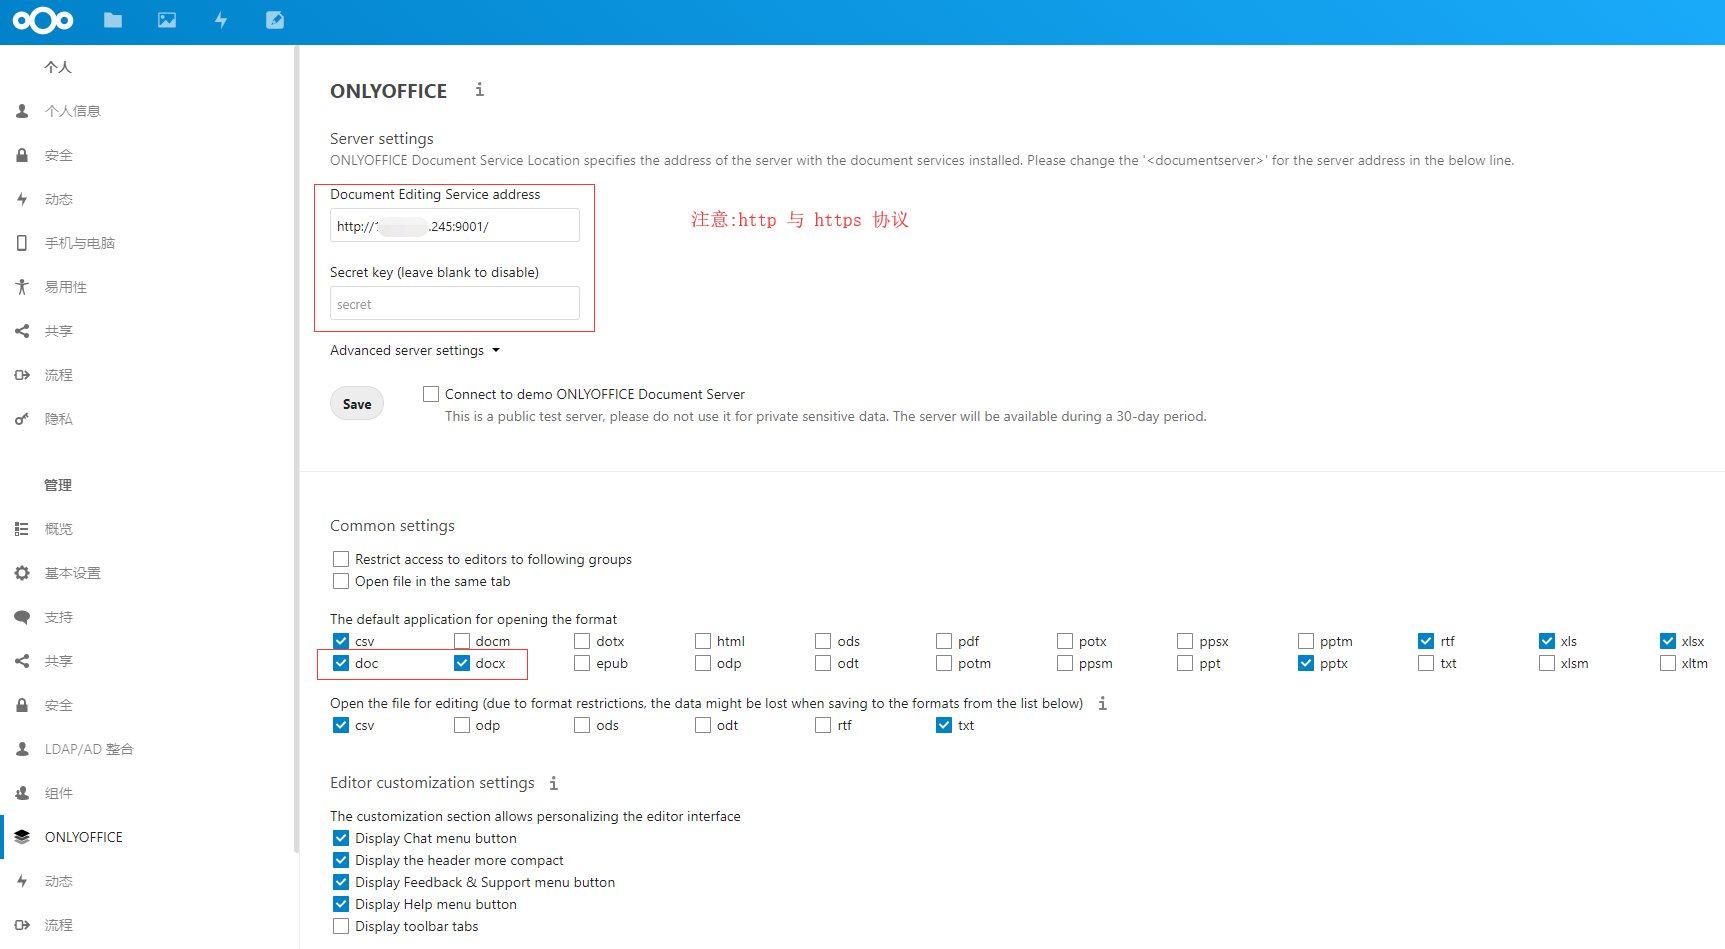 个人
个人信息
安全
动态
手机与电脑
易用性
共享
流程
隐私
管理
概览
基本设置
支持
共享
安全
LDAP/AD 整合
组件
ONLYOFFICE
动态
流程
ONLYOFFICE
Server settings
ONLYOFFICE Document Service Location specifies the address of the server with the document services installed. Please change the '<documentserver>' for the server address in the below line.
Document Editing Service address
http://1 .245:9001/
注意:http 与 https 协议
Secret key (leave blank to disable)
secret
Advanced server settings
Save
Connect to demo ONLYOFFICE Document Server
This is a public test server, please do not use it for private sensitive data. The server will be available during a 30-day period.
Common settings
Restrict access to editors to following groups
Open file in the same tab
The default application for opening the format
csv docm dotx html ods pdf potx ppsx pptm rtf xls xlsx
doc docx epub odp odt potm ppsm ppt pptx txt xlsm xltm
Open the file for editing (due to format restrictions, the data might be lost when saving to the formats from the list below)
csv odp ods odt rtf txt
Editor customization settings
The customization section allows personalizing the editor interface
Display Chat menu button
Display the header more compact
Display Feedback & Support menu button
Display Help menu button
Display toolbar tabs